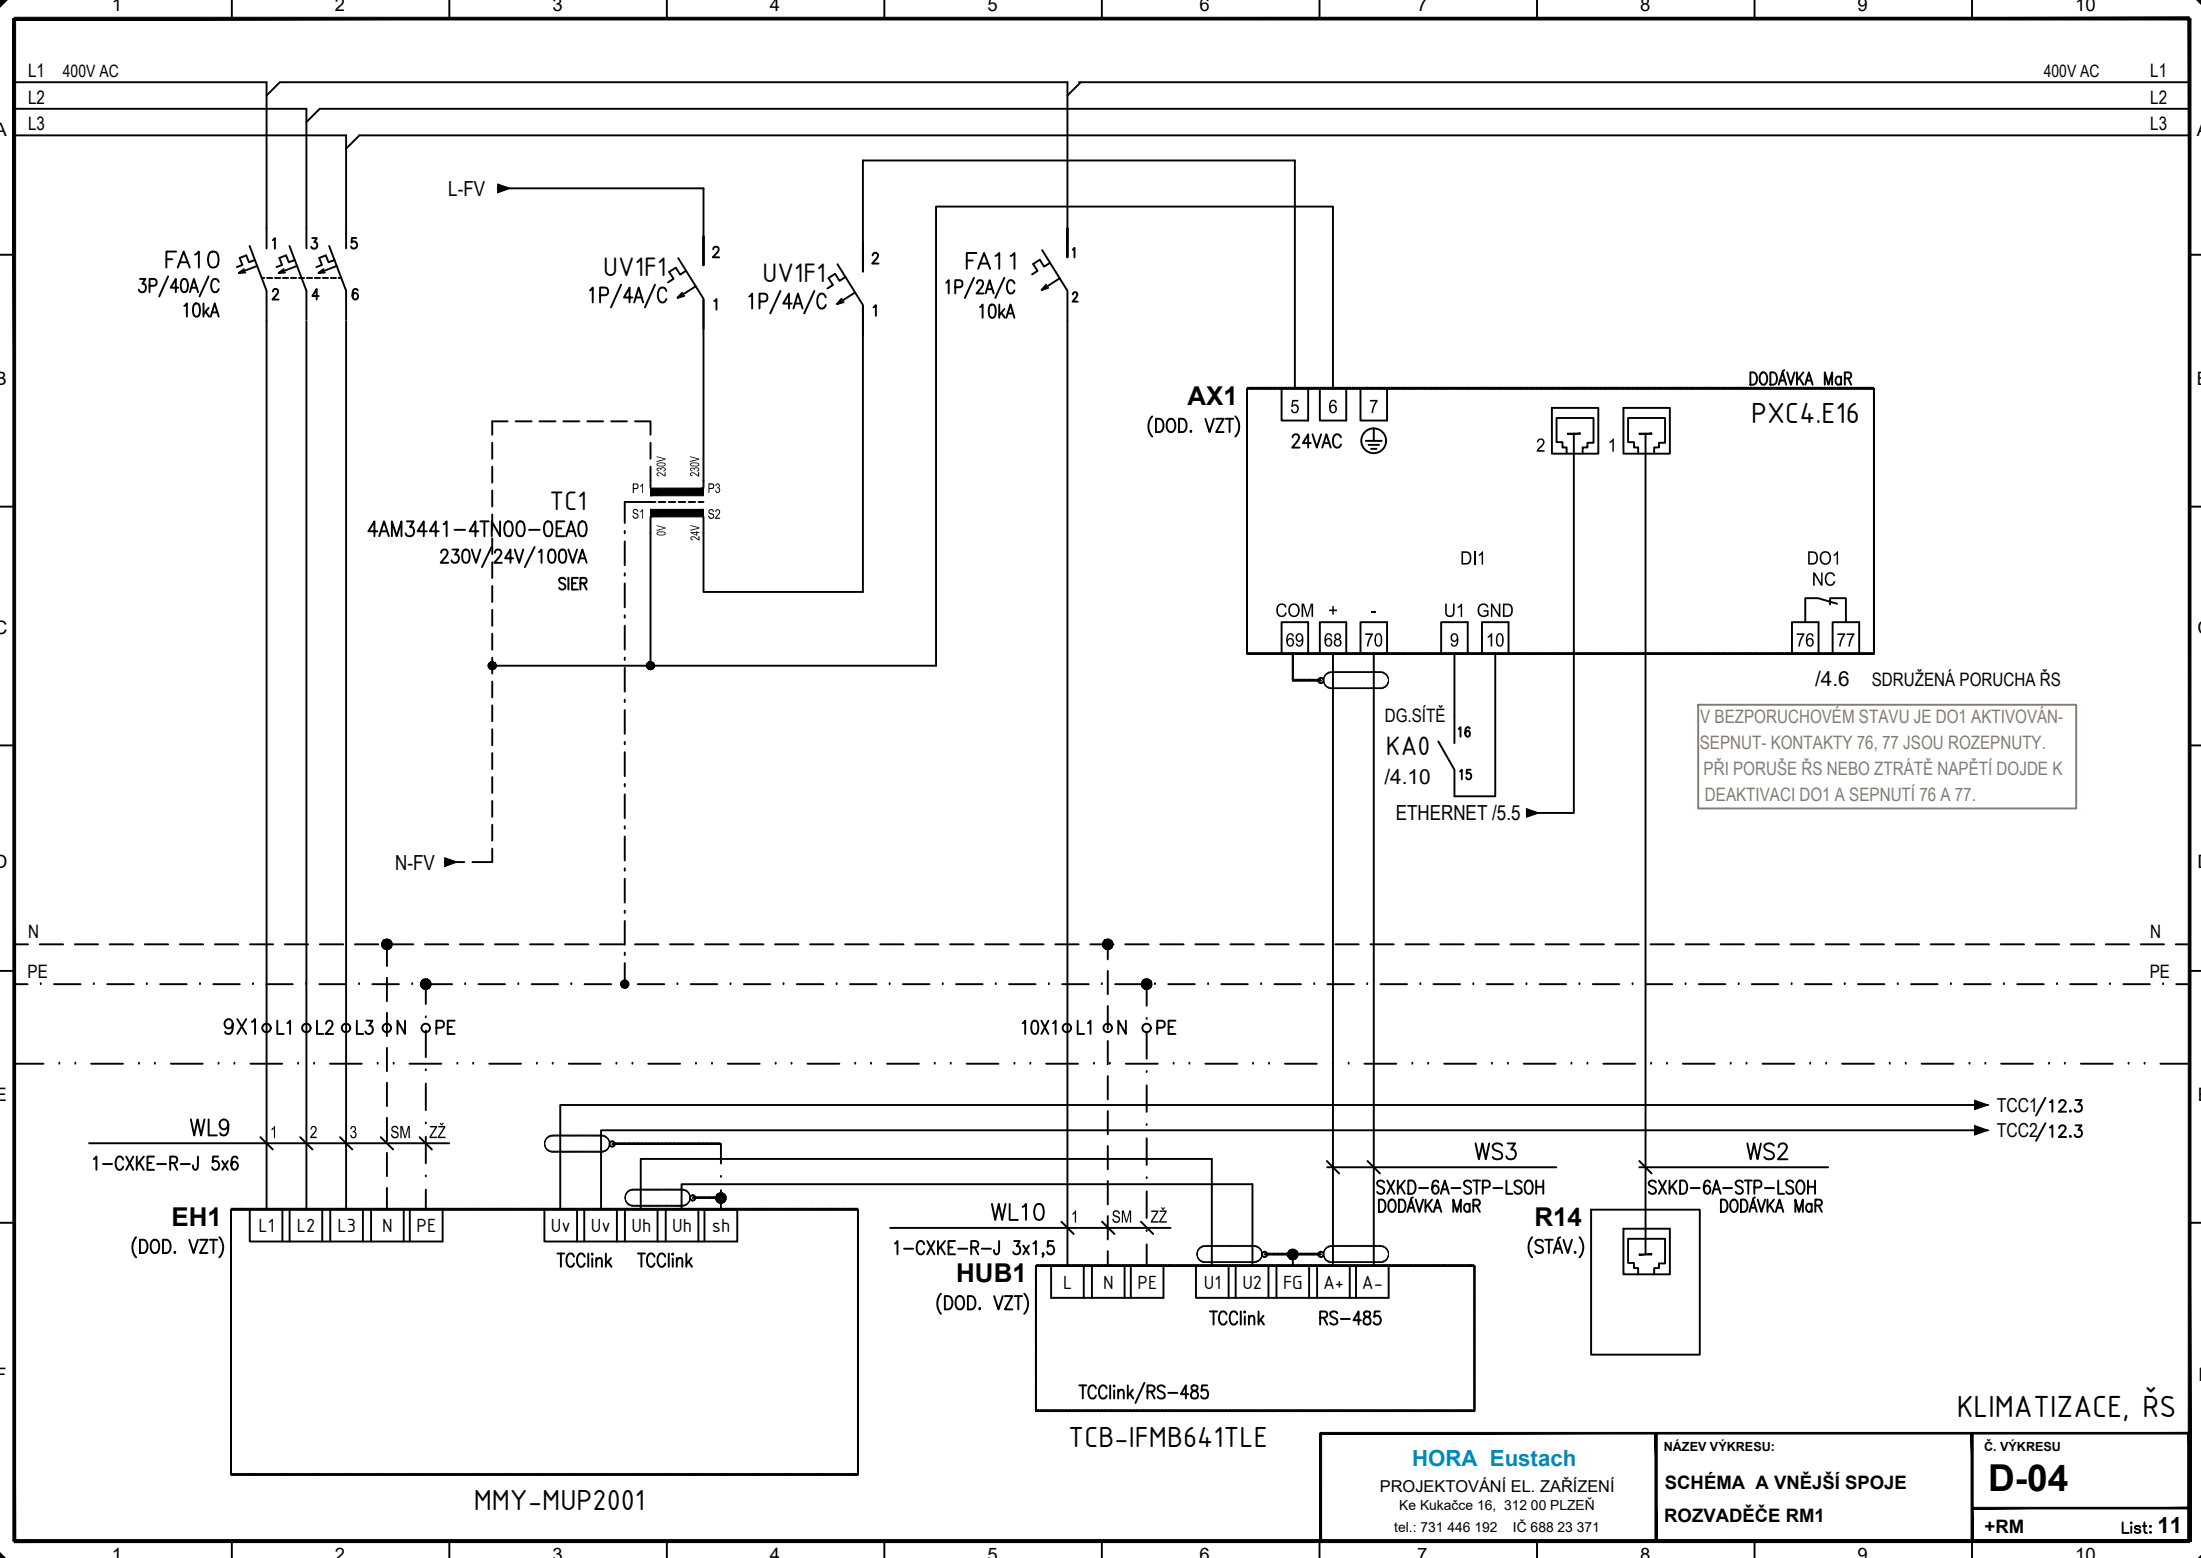 1 2 3 4 5 6 7 8 9 10
L1 400V AC
400V AC L1
L2
L2
L3
L3
A
L-FV
FA10
3P/40A/C
10kA
1 3 5
2 4 6
UV1F1
1P/4A/C
2
1
UV1F1
1P/4A/C
2
1
FA11
1P/2A/C
10kA
1
2
B
AX1
(DOD. VZT)
DODÁVKA MaR
PXC4.E16
5 6 7
24VAC
2 1
TC1
4AM3441-4TN00-0EA0
230V/24V/100VA
SIER
230V 230V
P1 P3
S1 S2
0V 24V
DI1
DO1
NC
COM + -
U1 GND
69 68 70 9 10 76 77
C
/4.6 SDRUŽENÁ PORUCHA ŘS
V BEZPORUCHOVÉM STAVU JE DO1 AKTIVOVÁN-
SEPNUT- KONTAKTY 76, 77 JSOU ROZEPNUTY.
PŘI PORUŠE ŘS NEBO ZTRÁTĚ NAPĚTÍ DOJDE K
DEAKTIVACI DO1 A SEPNUTÍ 76 A 77.
DG.SÍTĚ
KA0
/4.10
16
15
ETHERNET /5.5
N-FV
D
N
N
PE
PE
9X1 L1 L2 L3 N PE
10X1 L1 N PE
E
TCC1/12.3
TCC2/12.3
WL9
1 2 3 SM ZŽ
1-CXKE-R-J 5x6
WS3
SXKD-6A-STP-LSOH
DODÁVKA MaR
WS2
SXKD-6A-STP-LSOH
DODÁVKA MaR
EH1
(DOD. VZT)
L1 L2 L3 N PE
Uv Uv Uh Uh sh
TCClink TCClink
WL10
1 SM ZŽ
1-CXKE-R-J 3x1,5
R14
(STÁV.)
HUB1
(DOD. VZT)
L N PE U1 U2 FG A+ A-
TCClink RS-485
TCClink/RS-485
F
TCB-IFMB641TLE
MMY-MUP2001
KLIMATIZACE, ŘS
HORA Eustach
PROJEKTOVÁNÍ EL. ZAŘÍZENÍ
Ke Kukačce 16, 312 00 PLZEŇ
tel.: 731 446 192 IČ 688 23 371
NÁZEV VÝKRESU:
SCHÉMA A VNĚJŠÍ SPOJE
ROZVADĚČE RM1
Č. VÝKRESU
D-04
+RM List: 11
1 2 3 4 5 6 7 8 9 10